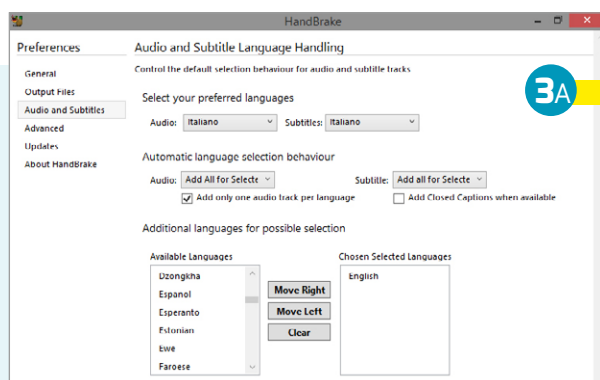 HandBrake
Preferences
General
Output Files
Audio and Subtitles
Advanced
Updates
About HandBrake
Audio and Subtitle Language Handling
Control the default selection behaviour for audio and subtitle tracks
3A
Select your preferred languages
Audio: Italiano Subtitles: Italiano
Automatic language selection behaviour
Audio: Add All for Selecte Subtitle: Add all for Selecte
Add only one audio track per language Add Closed Captions when available
Additional languages for possible selection
Available Languages
Dzongkha
Espanol
Esperanto
Estonian
Ewe
Faroese
Move Right
Move Left
Clear
Chosen Selected Languages
English